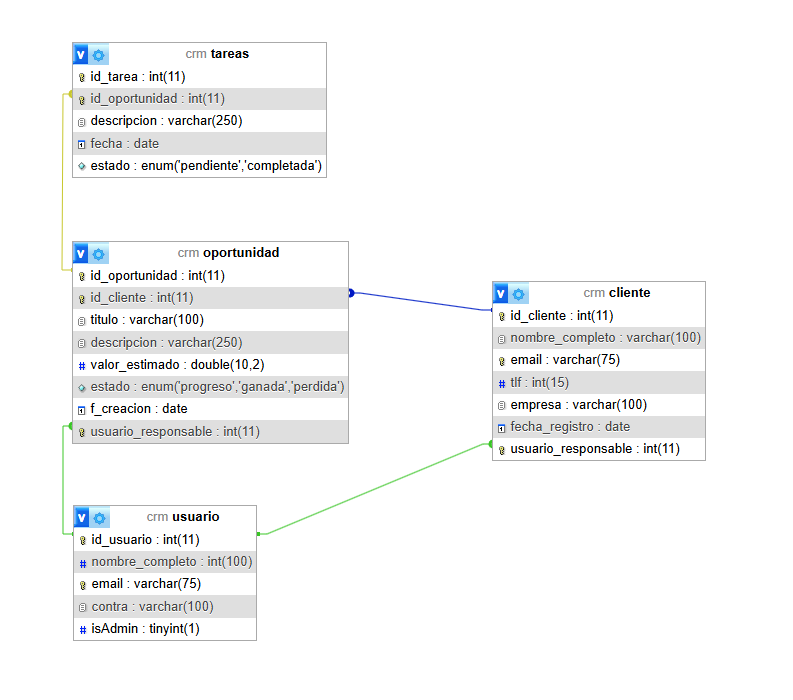 crm tareas
id_tarea : int(11)
id_oportunidad : int(11)
descripcion : varchar(250)
fecha : date
estado : enum('pendiente','completada')
crm oportunidad
id_oportunidad : int(11)
id_cliente : int(11)
titulo : varchar(100)
descripcion : varchar(250)
# valor_estimado : double(10,2)
estado : enum('progreso','ganada','perdida')
f_creacion : date
usuario_responsable : int(11)
crm cliente
id_cliente : int(11)
nombre_completo : varchar(100)
email : varchar(75)
# tlf : int(15)
empresa : varchar(100)
fecha_registro : date
usuario_responsable : int(11)
crm usuario
id_usuario : int(11)
# nombre_completo : int(100)
email : varchar(75)
contra : varchar(100)
# isAdmin : tinyint(1)